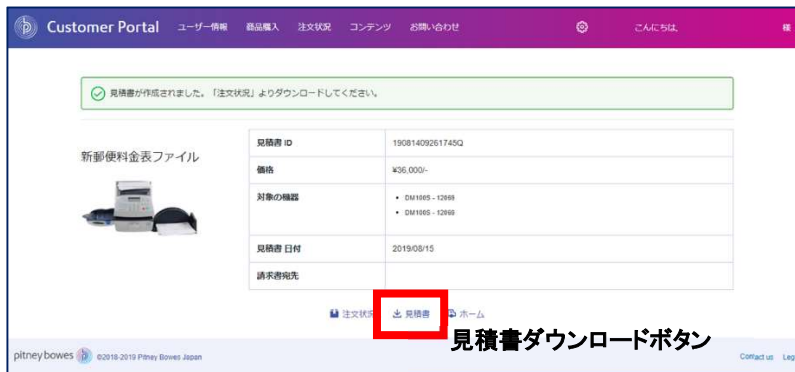 Customer Portal ユーザー情報 商品購入 注文状況 コンテンツ お問い合わせ こんにちは, 様
見積書が作成されました。「注文状況」よりダウンロードしてください。
新郵便料金表ファイル
見積書 ID 19081409261745Q
価格 ¥36,000/-
対象の機器
• DM100S - 12069
• DM100S - 12068
見積書 日付 2019/08/15
請求書宛先
注文状況 見積書 ホーム
見積書ダウンロードボタン
pitney bowes ©2018-2019 Pitney Bowes Japan Contact us